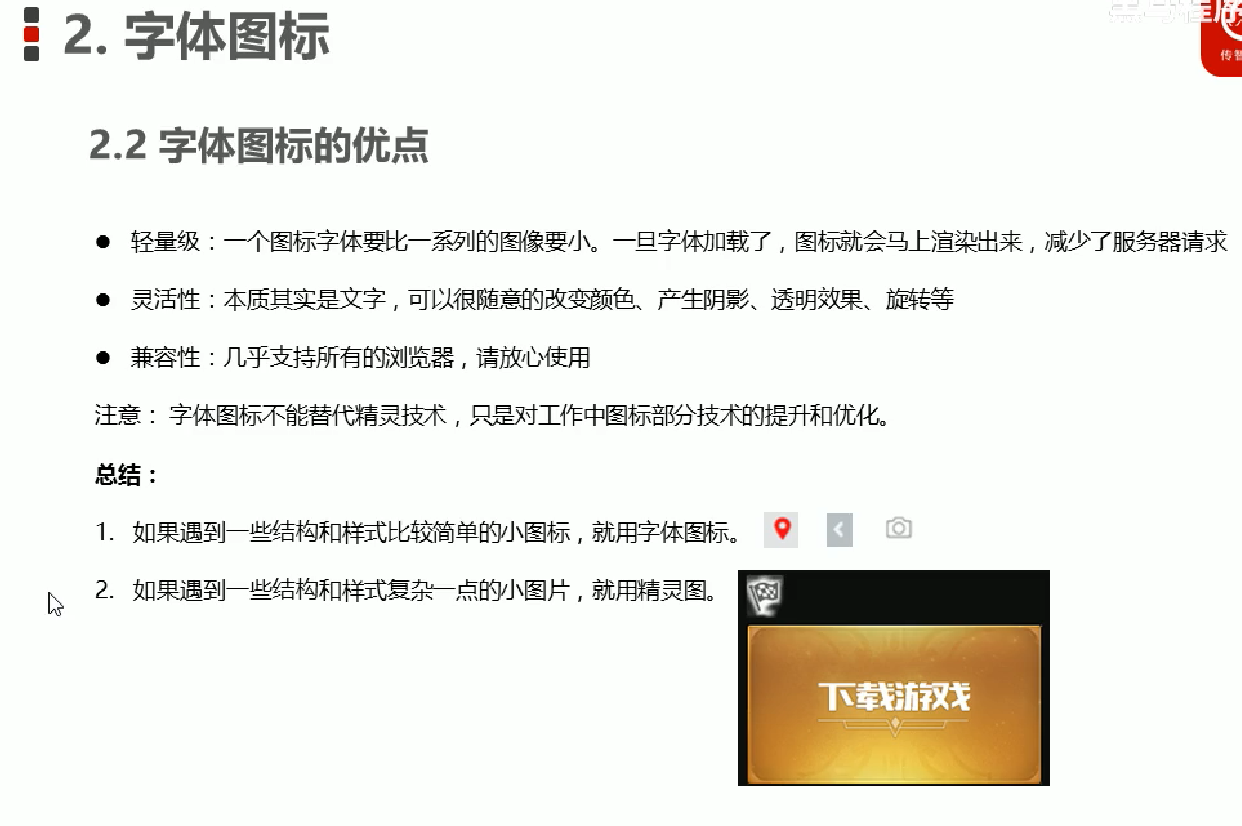 2. 字体图标
2.2 字体图标的优点
● 轻量级：一个图标字体要比一系列的图像要小。一旦字体加载了，图标就会马上渲染出来，减少了服务器请求
● 灵活性：本质其实是文字，可以很随意的改变颜色、产生阴影、透明效果、旋转等
● 兼容性：几乎支持所有的浏览器，请放心使用
注意： 字体图标不能替代精灵技术，只是对工作中图标部分技术的提升和优化。
总结：
1. 如果遇到一些结构和样式比较简单的小图标，就用字体图标。
2. 如果遇到一些结构和样式复杂一点的小图片，就用精灵图。
下载游戏